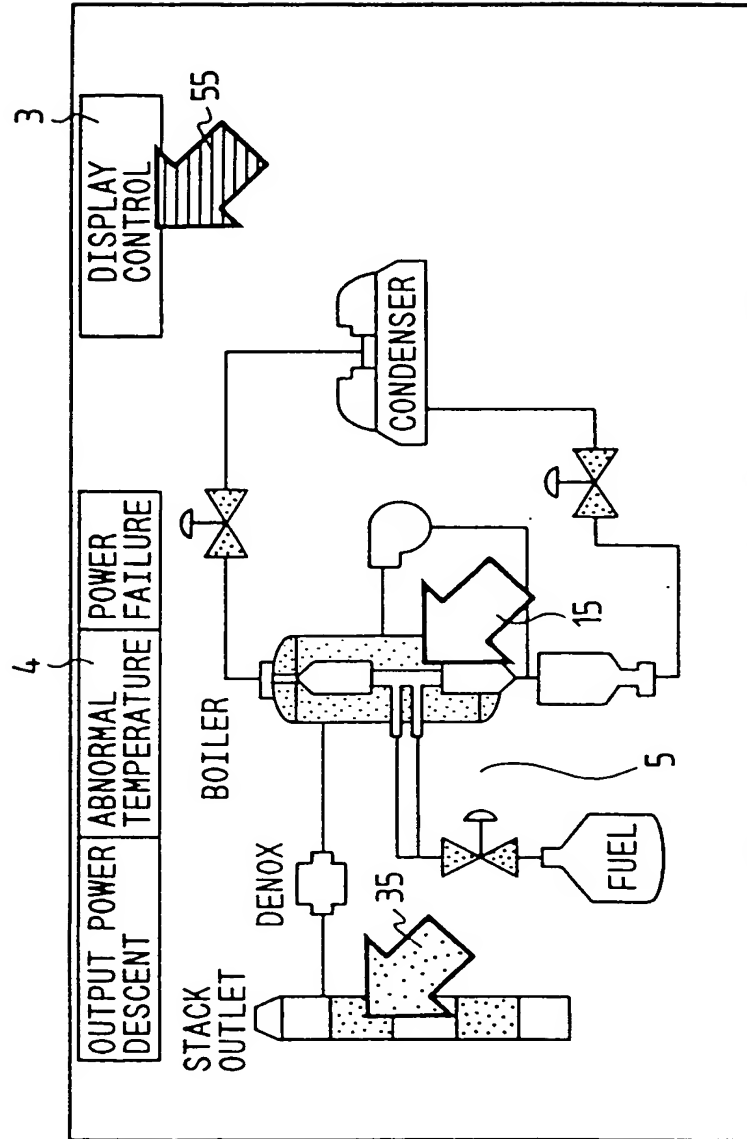 OUTPUT POWER
DESCENT
ABNORMAL
TEMPERATURE
POWER
FAILURE
4
DISPLAY
CONTROL
3
55
STACK
OUTLET
DENOX
BOILER
35
15
CONDENSER
FUEL
5